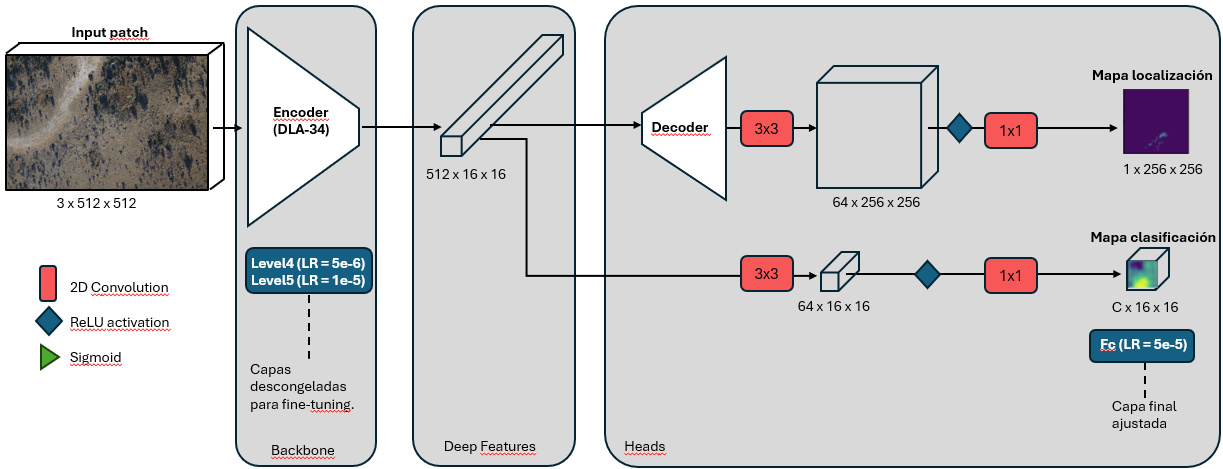 Input patch
3 x 512 x 512
2D Convolution
ReLU activation
Sigmoid
Encoder
(DLA-34)
Level4 (LR = 5e-6)
Level5 (LR = 1e-5)
Capas
descongeladas
para fine-tuning.
Backbone
512 x 16 x 16
Deep Features
Decoder
3x3
64 x 256 x 256
1x1
Mapa localización
1 x 256 x 256
3x3
64 x 16 x 16
1x1
Mapa clasificación
C x 16 x 16
Fc (LR = 5e-5)
Capa final
ajustada
Heads